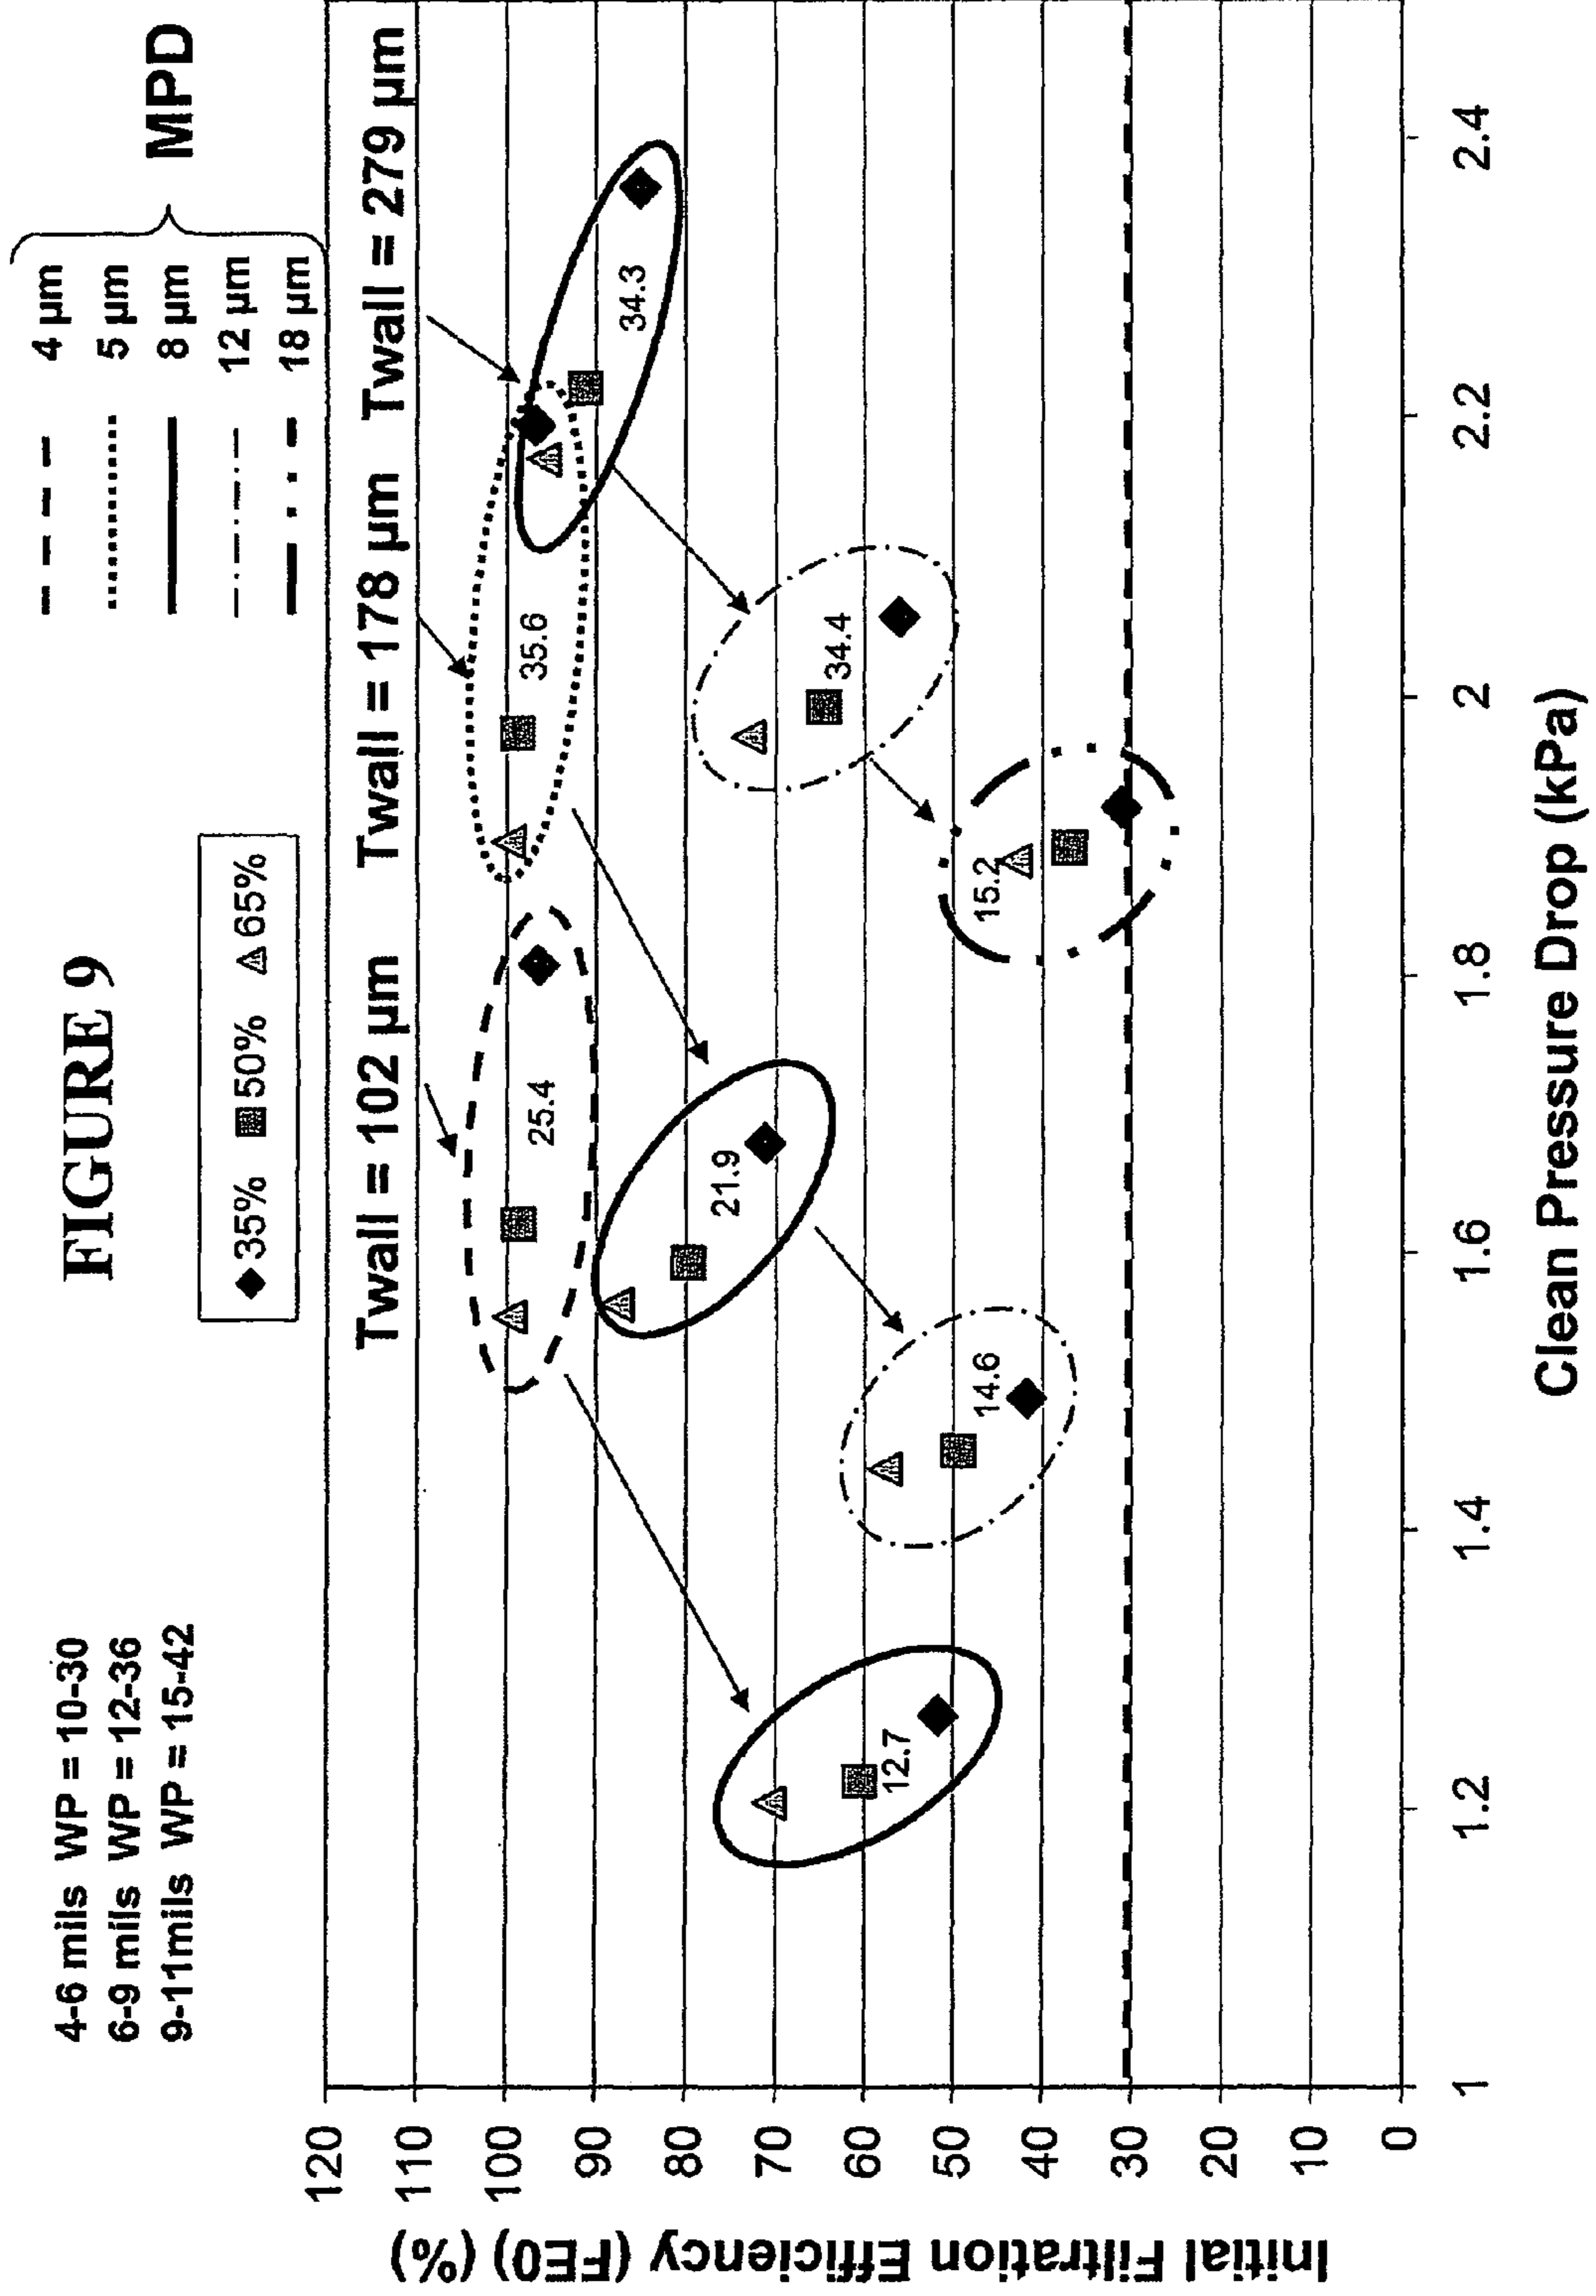 FIGURE 9
4-6 mils WP = 10-30
6-9 mils WP = 12-36
9-11mils WP = 15-42
35% 50% 65%
4 µm
5 µm
8 µm
12 µm
18 µm
MPD
Twall = 102 µm Twall = 178 µm Twall = 279 µm
25.4
35.6
34.3
21.9
34.4
12.7
14.6
15.2
Initial Filtration Efficiency (FE0) (%)
120
110
100
90
80
70
60
50
40
30
20
10
0
1 1.2 1.4 1.6 1.8 2 2.2 2.4
Clean Pressure Drop (kPa)